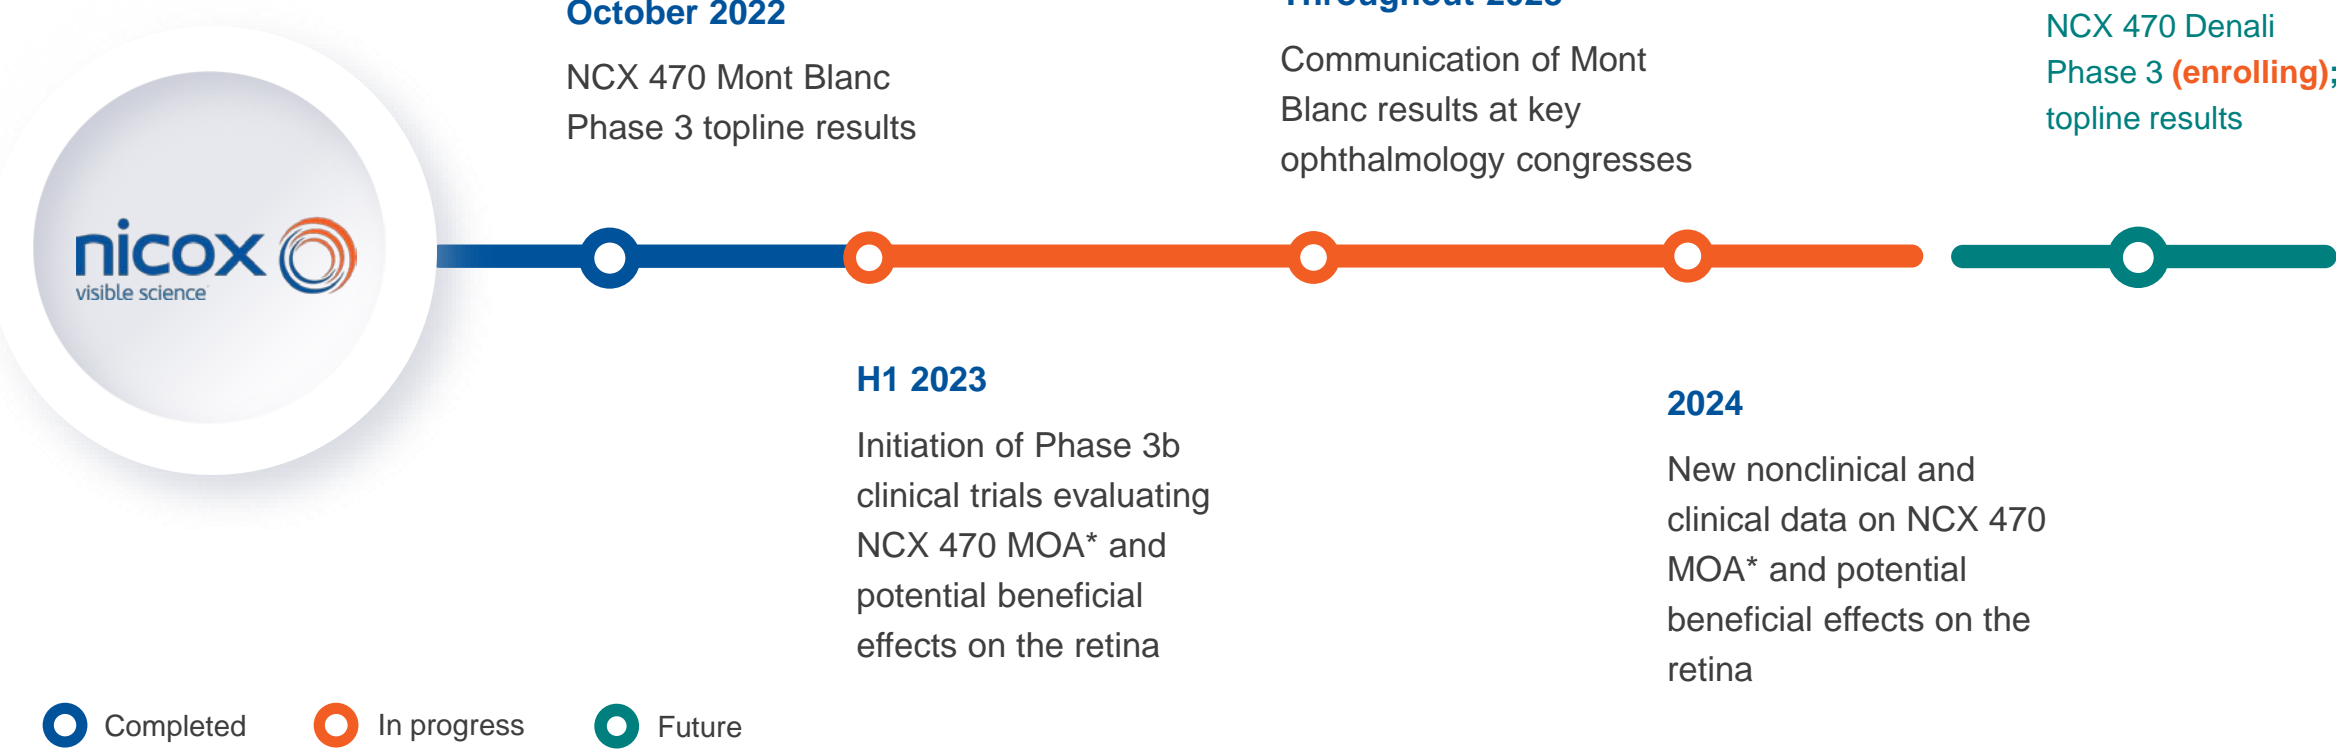 October 2022
NCX 470 Mont Blanc
Phase 3 topline results
Throughout 2023
Communication of Mont
Blanc results at key
ophthalmology congresses
NCX 470 Denali
Phase 3 (enrolling);
topline results
nicox
visible science
H1 2023
Initiation of Phase 3b
clinical trials evaluating
NCX 470 MOA* and
potential beneficial
effects on the retina
2024
New nonclinical and
clinical data on NCX 470
MOA* and potential
beneficial effects on the
retina
Completed
In progress
Future